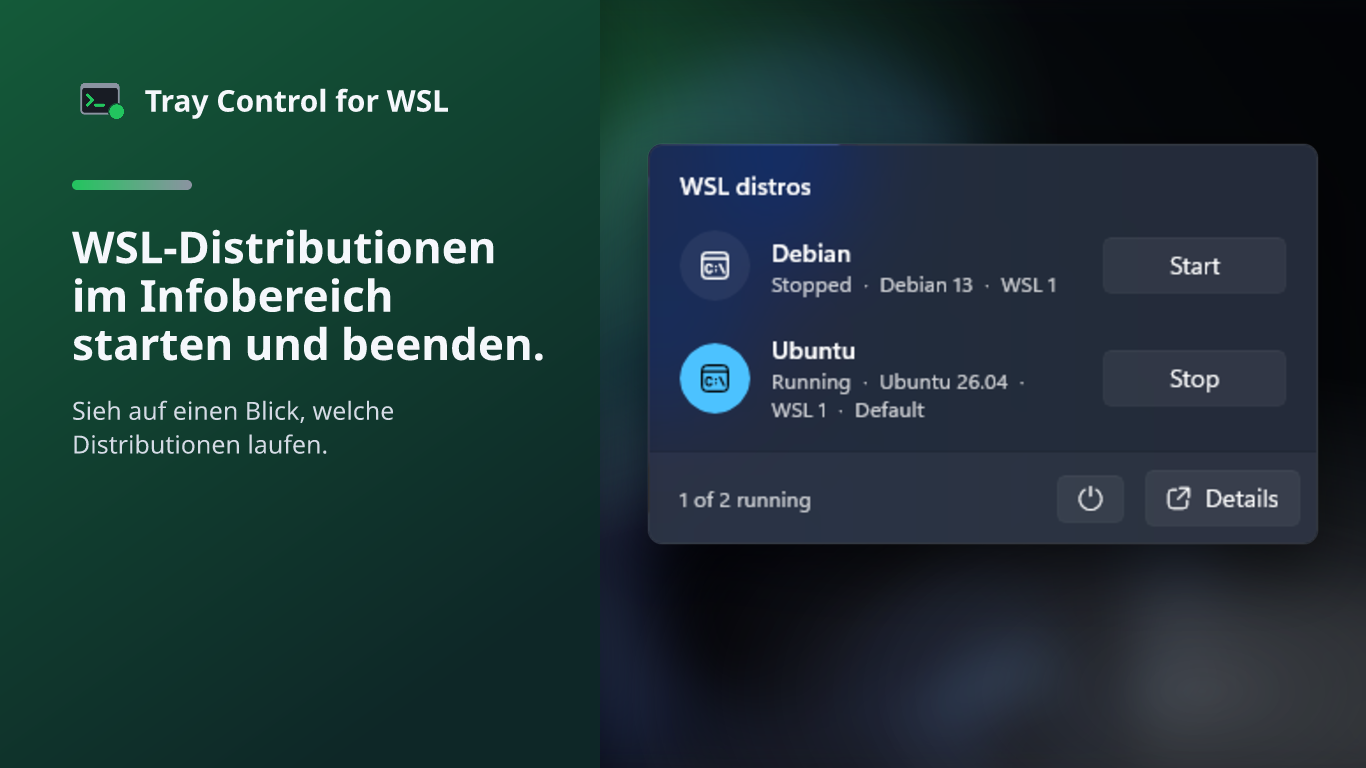 Tray Control for WSL
WSL-Distributionen
im Infobereich
starten und beenden.
Sieh auf einen Blick, welche
Distributionen laufen.
WSL distros
Debian
Stopped · Debian 13 · WSL 1
Start
Ubuntu
Running · Ubuntu 26.04 ·
WSL 1 · Default
Stop
1 of 2 running
Details